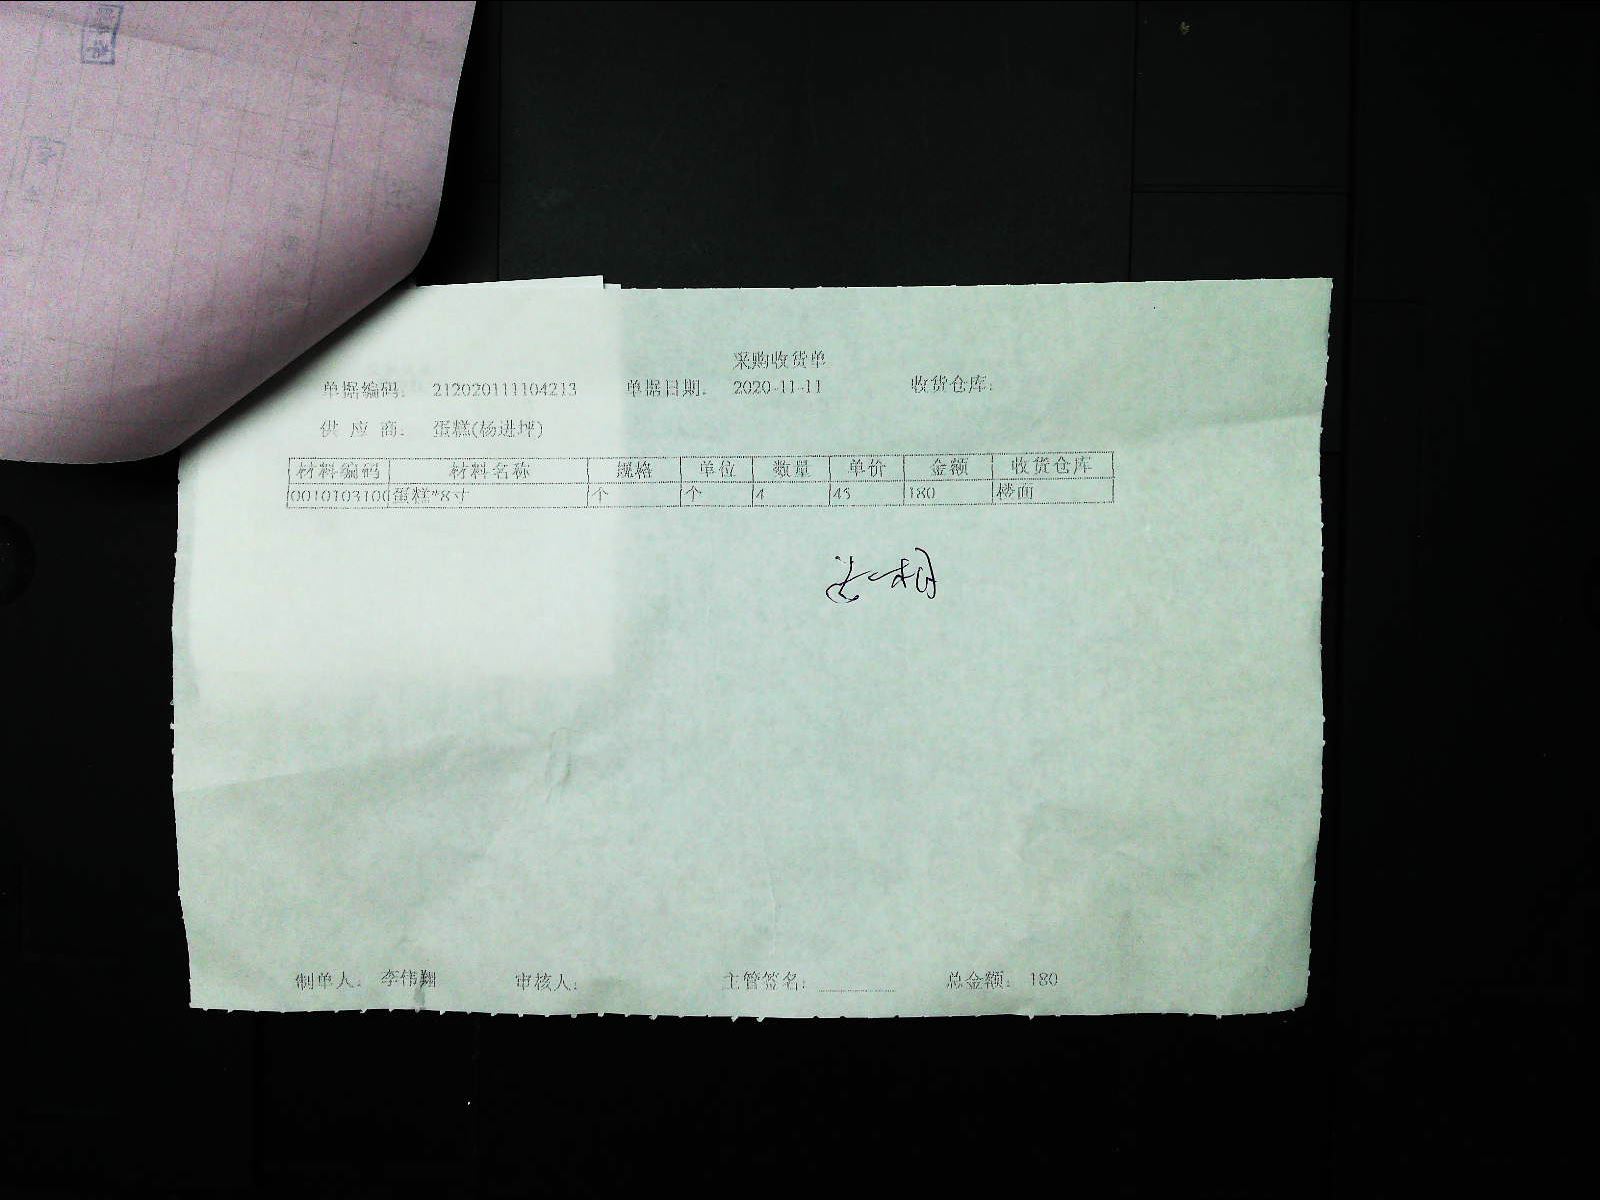 采购收货单
单据编码: 212020111104213 单据日期: 2020-11-11 收货仓库:
供应商: 蛋糕(杨进坪)
材料编码 材料名称 规格 单位 数量 单价 金额 收货仓库
0010103100 蛋糕*8寸 个 个 4 45 180 楼面
制单人: 李伟翔 审核人: 主管签名: 总金额: 180